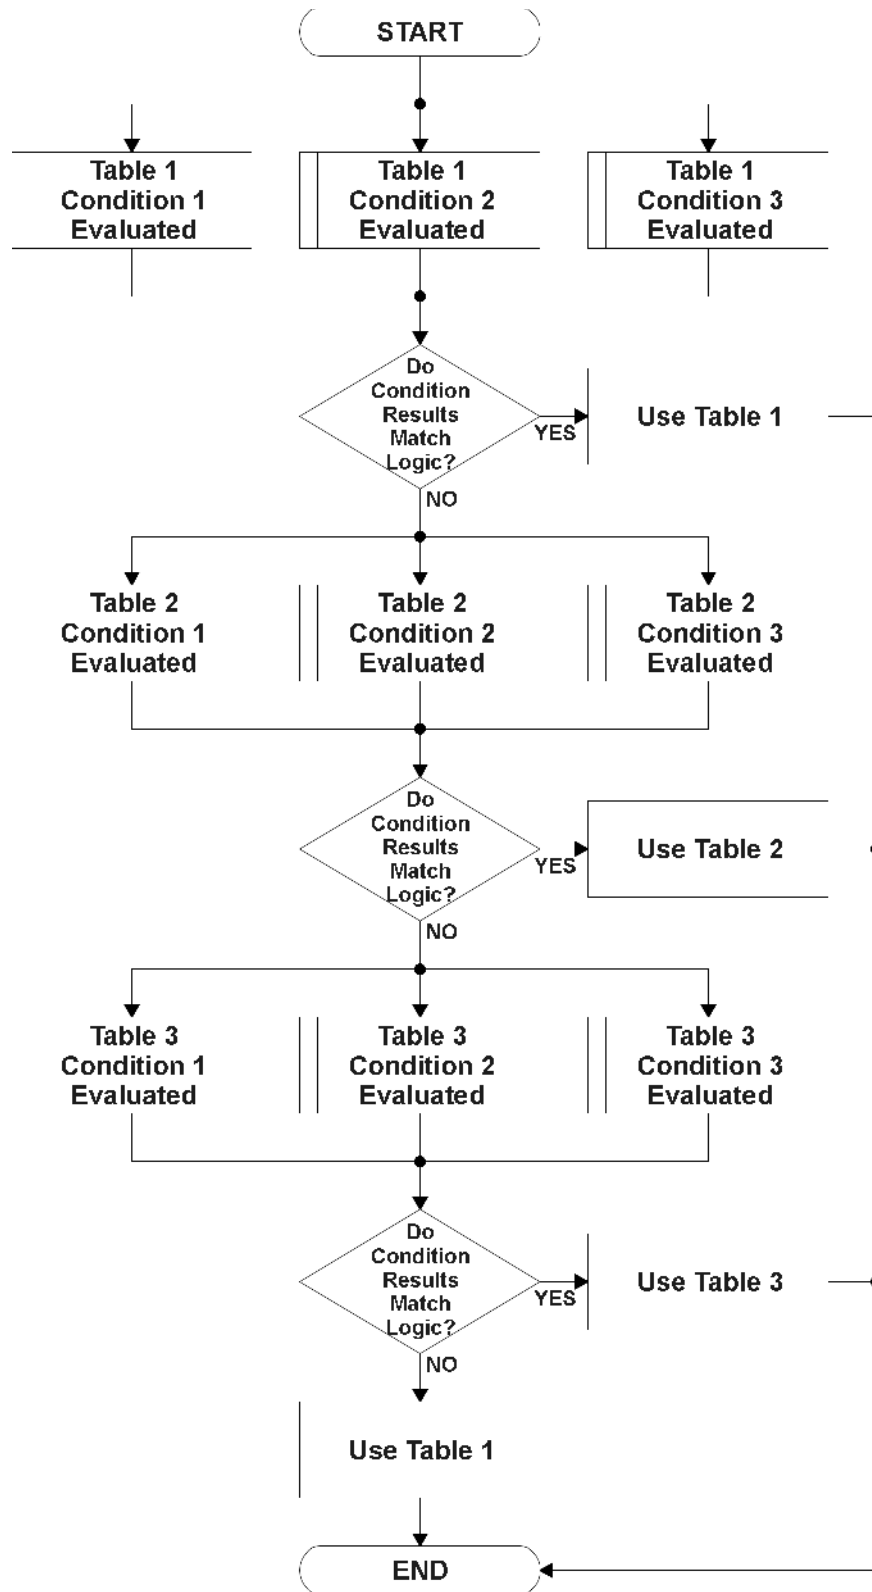 START
Table 1
Condition 1
Evaluated
Table 1
Condition 2
Evaluated
Table 1
Condition 3
Evaluated
Do
Condition
Results
Match
Logic?
YES
Use Table 1
NO
Table 2
Condition 1
Evaluated
Table 2
Condition 2
Evaluated
Table 2
Condition 3
Evaluated
Do
Condition
Results
Match
Logic?
YES
Use Table 2
NO
Table 3
Condition 1
Evaluated
Table 3
Condition 2
Evaluated
Table 3
Condition 3
Evaluated
Do
Condition
Results
Match
Logic?
YES
Use Table 3
NO
Use Table 1
END